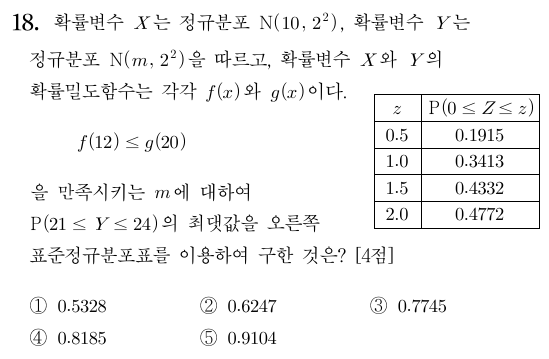 18. 확률변수 X는 정규분포 N(10, 2²), 확률변수 Y는
정규분포 N(m, 2²)을 따르고, 확률변수 X와 Y의
확률밀도함수는 각각 f(x)와 g(x)이다.
f(12) ≤ g(20)
을 만족시키는 m에 대하여
P(21 ≤ Y ≤ 24)의 최댓값을 오른쪽
표준정규분포표를 이용하여 구한 것은? [4점]
z P(0 ≤ Z ≤ z)
0.5 0.1915
1.0 0.3413
1.5 0.4332
2.0 0.4772
① 0.5328 ② 0.6247 ③ 0.7745
④ 0.8185 ⑤ 0.9104